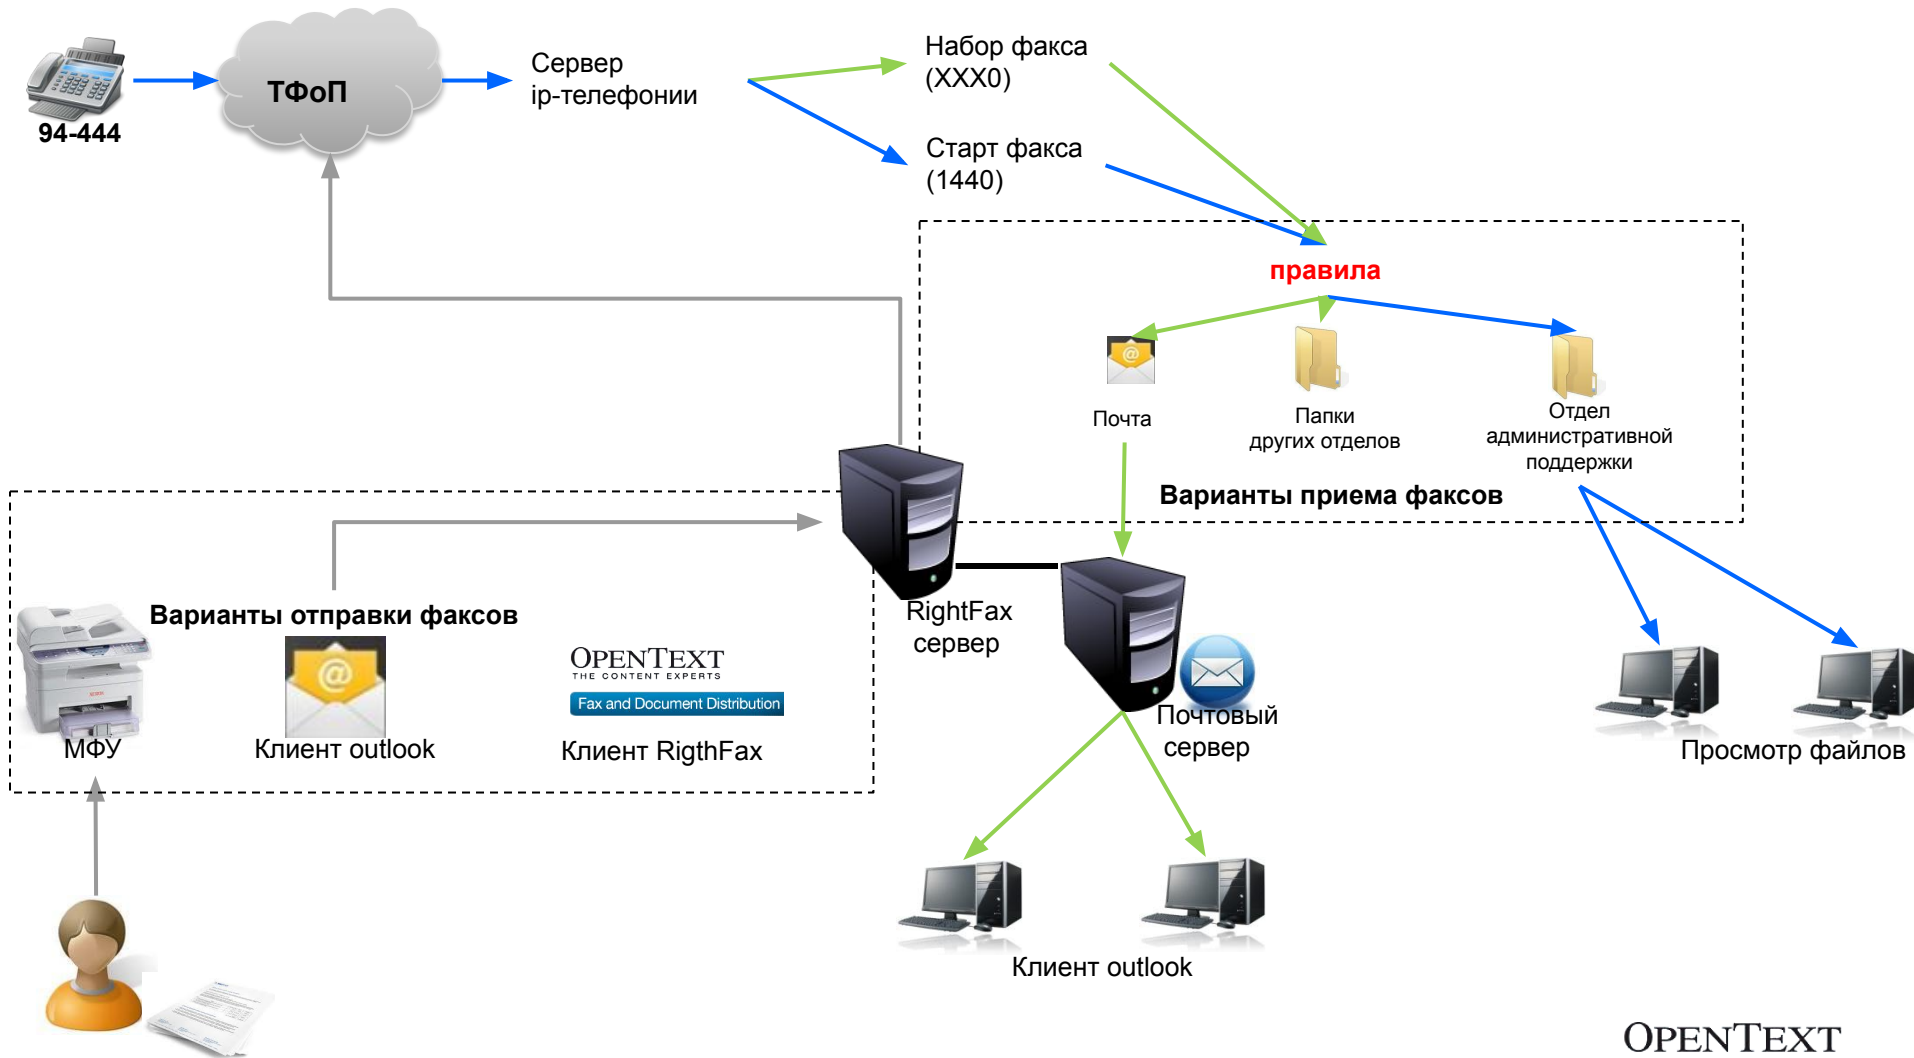 94-444
ТФоП
Сервер
ip-телефонии
Набор факса
(XXX0)
Старт факса
(1440)
правила
Почта
Папки
других отделов
Отдел
административной
поддержки
Варианты приема факсов
Варианты отправки факсов
МФУ
Клиент outlook
OPENTEXT
THE CONTENT EXPERTS
Fax and Document Distribution
Клиент RigthFax
RightFax
сервер
Почтовый
сервер
Просмотр файлов
Клиент outlook
OPENTEXT